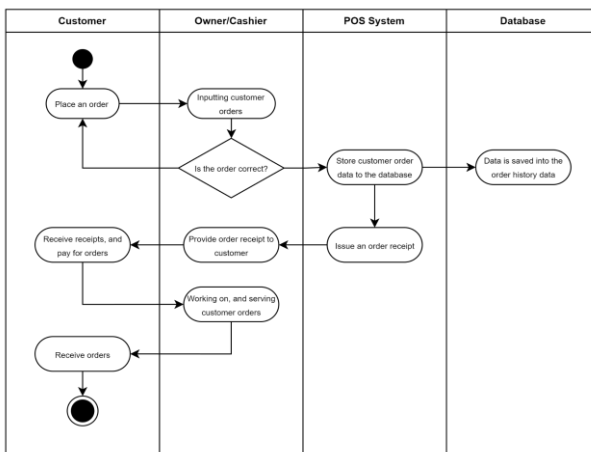 Customer
Owner/Cashier
POS System
Database
Place an order
Inputting customer
orders
Is the order correct?
Store customer order
data to the database
Data is saved into the
order history data
Receive receipts, and
pay for orders
Provide order receipt to
customer
Issue an order receipt
Working on, and serving
customer orders
Receive orders